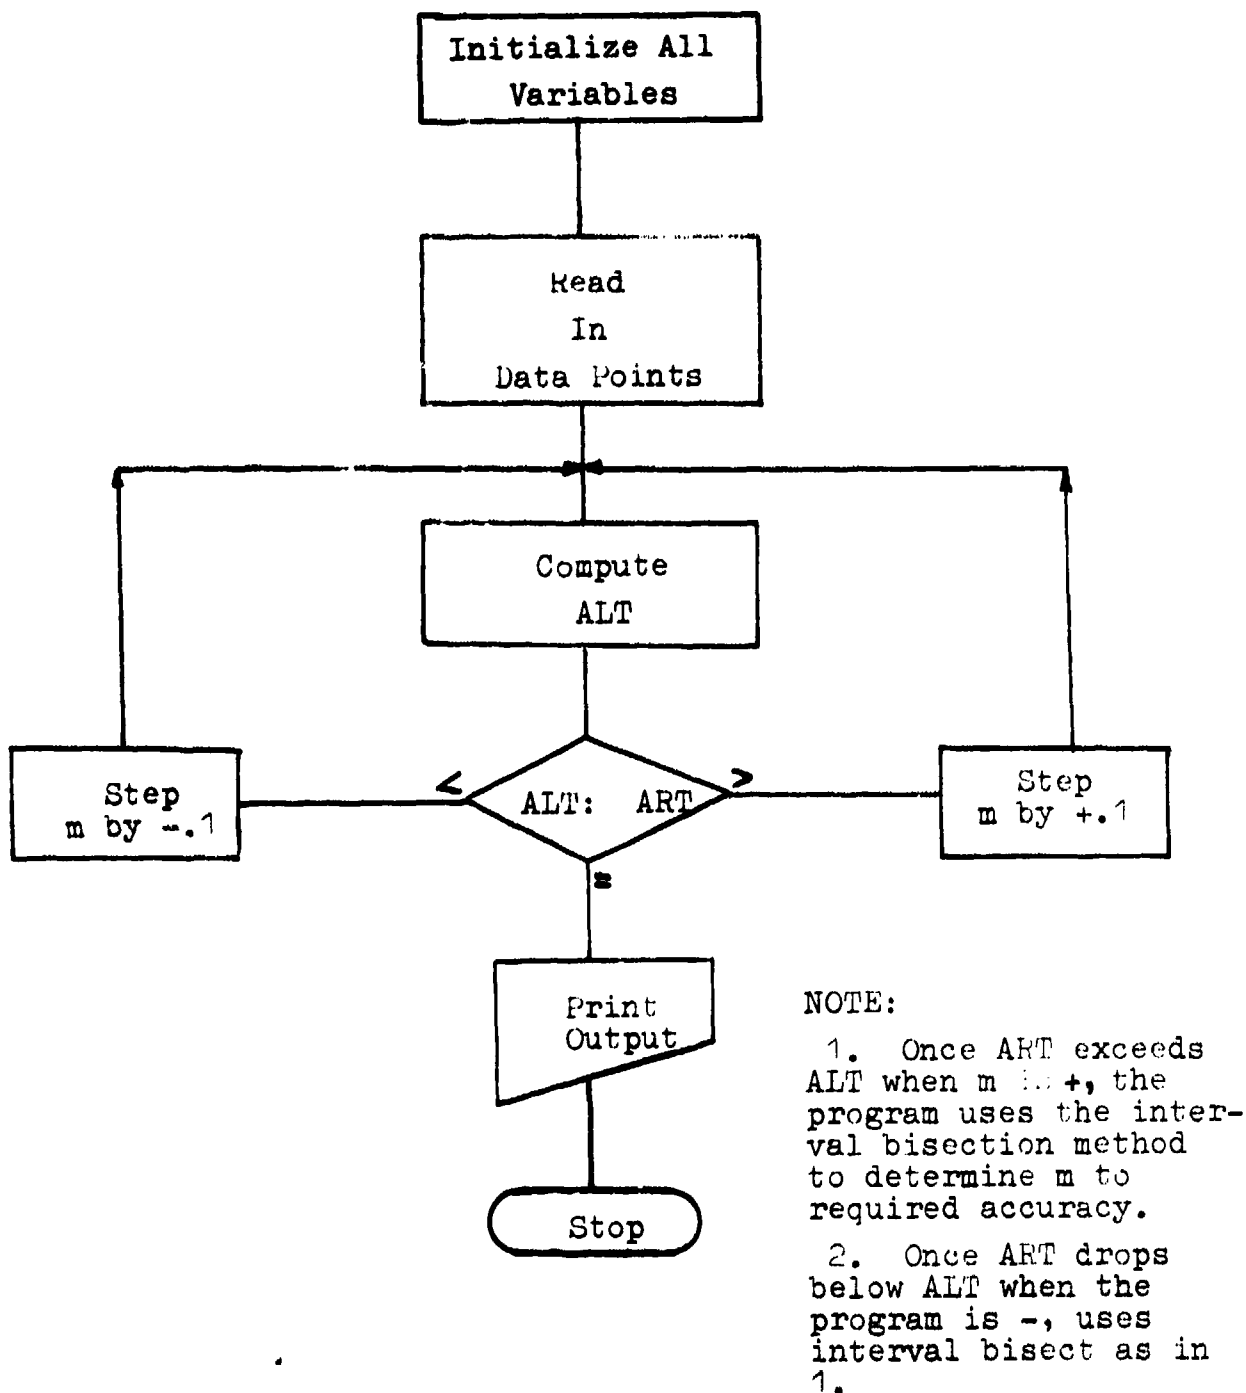 Initialize All
Variables
Read
In
Data Points
Compute
ALT
<
ALT: ART
>
Step
m by -.1
Step
m by +.1
=
Print
Output
Stop
NOTE:
1. Once ART exceeds
ALT when m +, the
program uses the inter-
val bisection method
to determine m to
required accuracy.
2. Once ART drops
below ALT when the
program is -, uses
interval bisect as in
1.